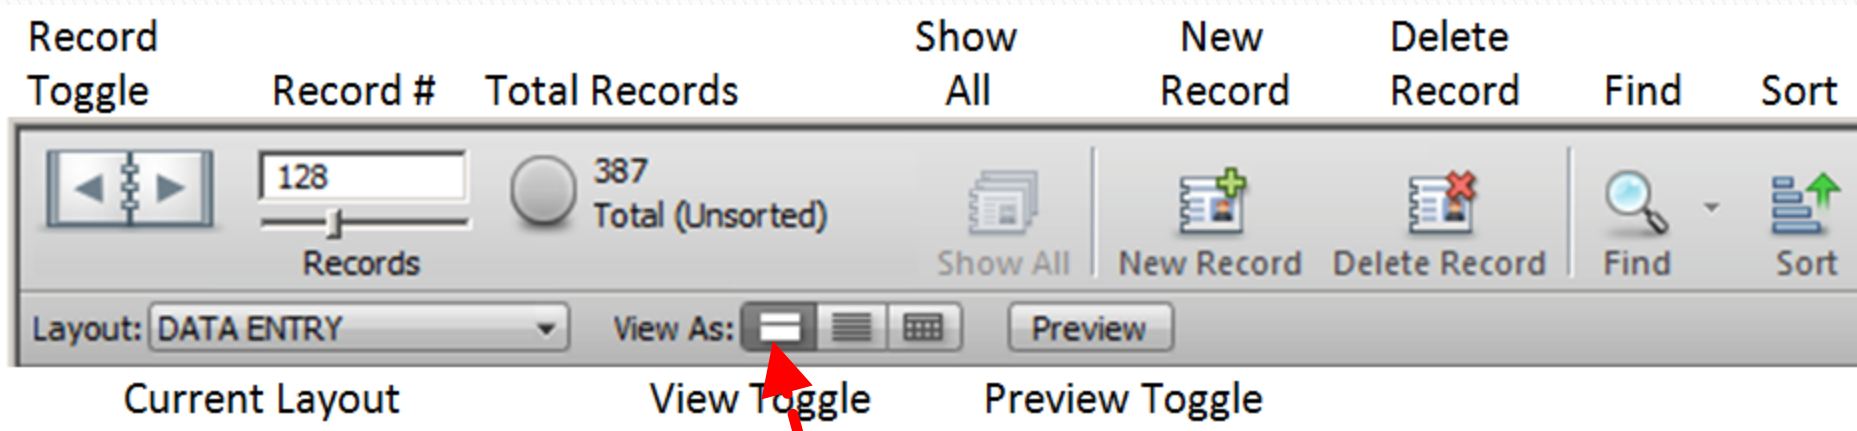 Record Toggle
Record #
Total Records
Show All
New Record
Delete Record
Find
Sort
128
Records
387
Total (Unsorted)
Show All
New Record
Delete Record
Find
Sort
Layout: DATA ENTRY
View As:
Preview
Current Layout
View Toggle
Preview Toggle